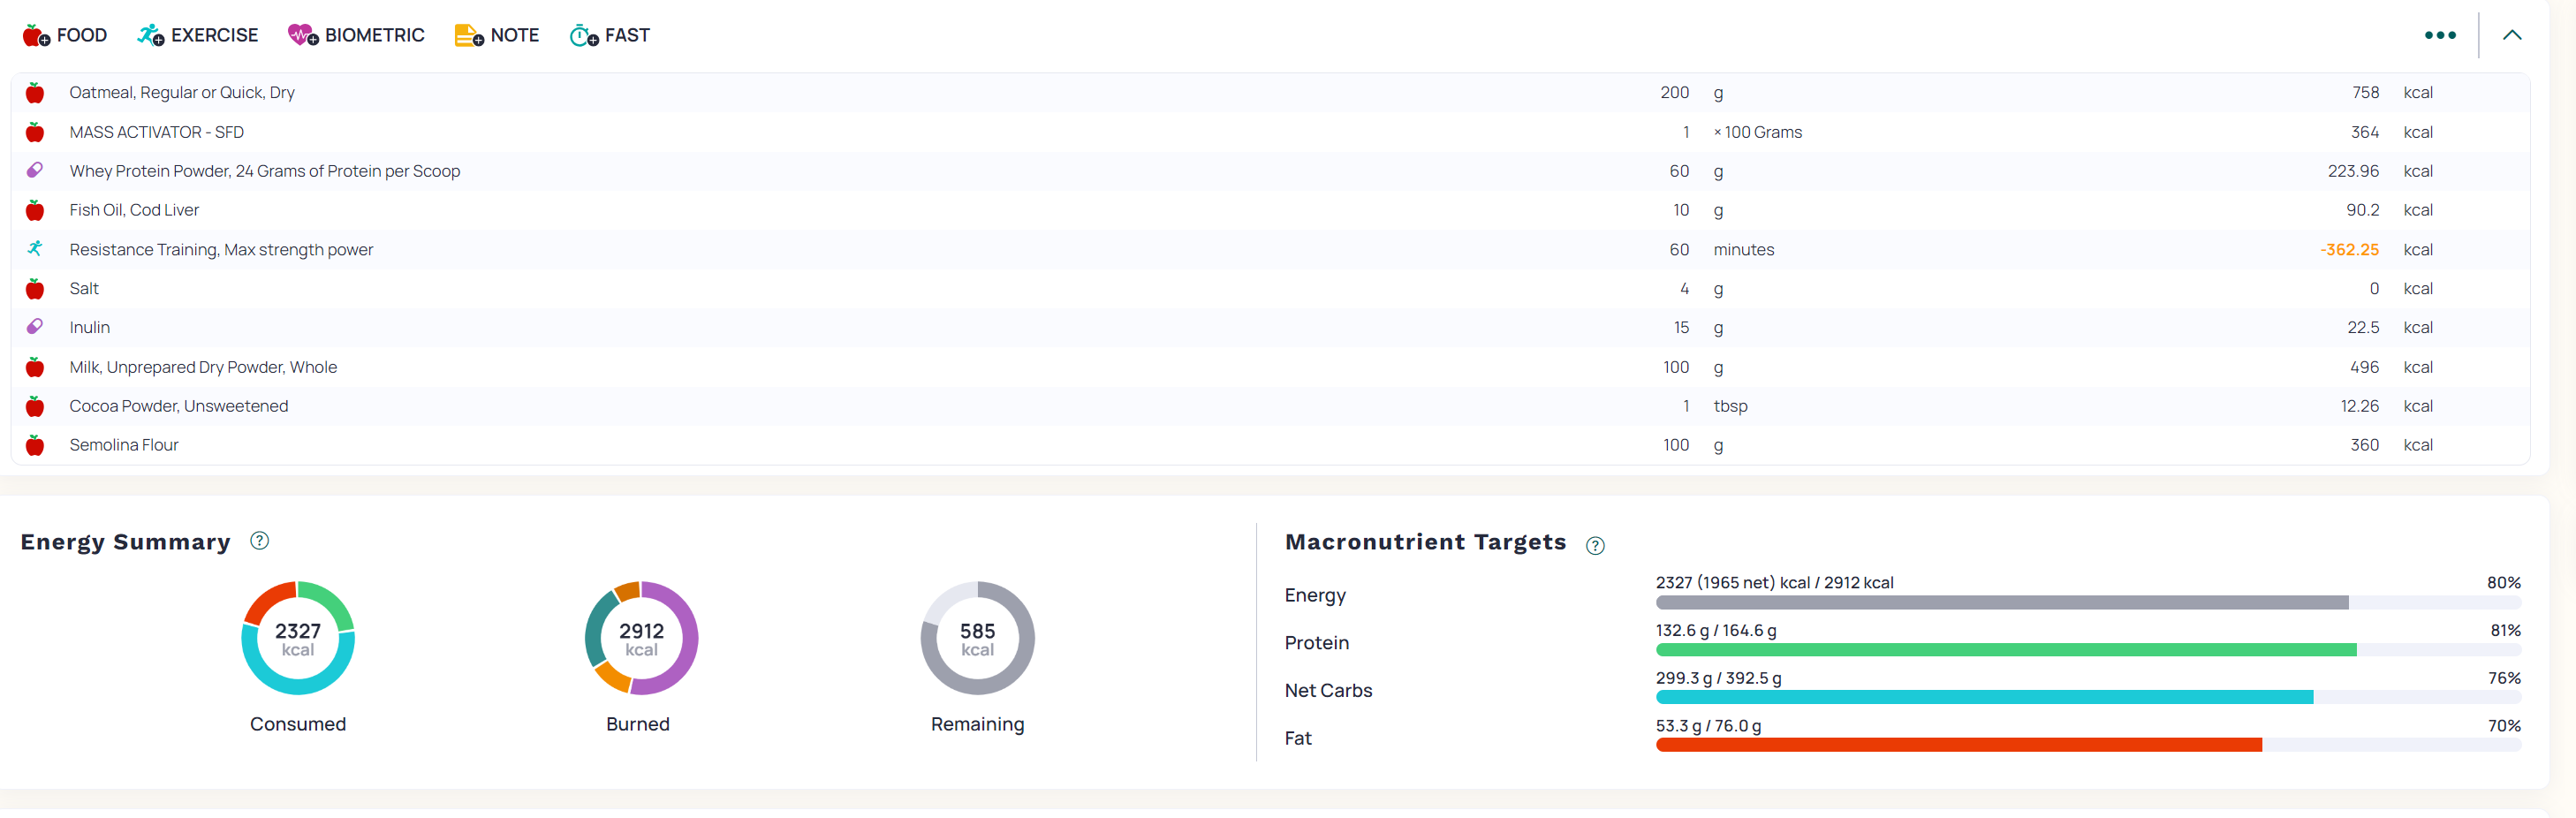 FOOD EXERCISE BIOMETRIC NOTE FAST
Oatmeal, Regular or Quick, Dry 200 g 758 kcal
MASS ACTIVATOR - SFD 1 × 100 Grams 364 kcal
Whey Protein Powder, 24 Grams of Protein per Scoop 60 g 223.96 kcal
Fish Oil, Cod Liver 10 g 90.2 kcal
Resistance Training, Max strength power 60 minutes -362.25 kcal
Salt 4 g 0 kcal
Inulin 15 g 22.5 kcal
Milk, Unprepared Dry Powder, Whole 100 g 496 kcal
Cocoa Powder, Unsweetened 1 tbsp 12.26 kcal
Semolina Flour 100 g 360 kcal
Energy Summary ?
2327
kcal
Consumed
2912
kcal
Burned
585
kcal
Remaining
Macronutrient Targets ?
Energy 2327 (1965 net) kcal / 2912 kcal 80%
Protein 132.6 g / 164.6 g 81%
Net Carbs 299.3 g / 392.5 g 76%
Fat 53.3 g / 76.0 g 70%